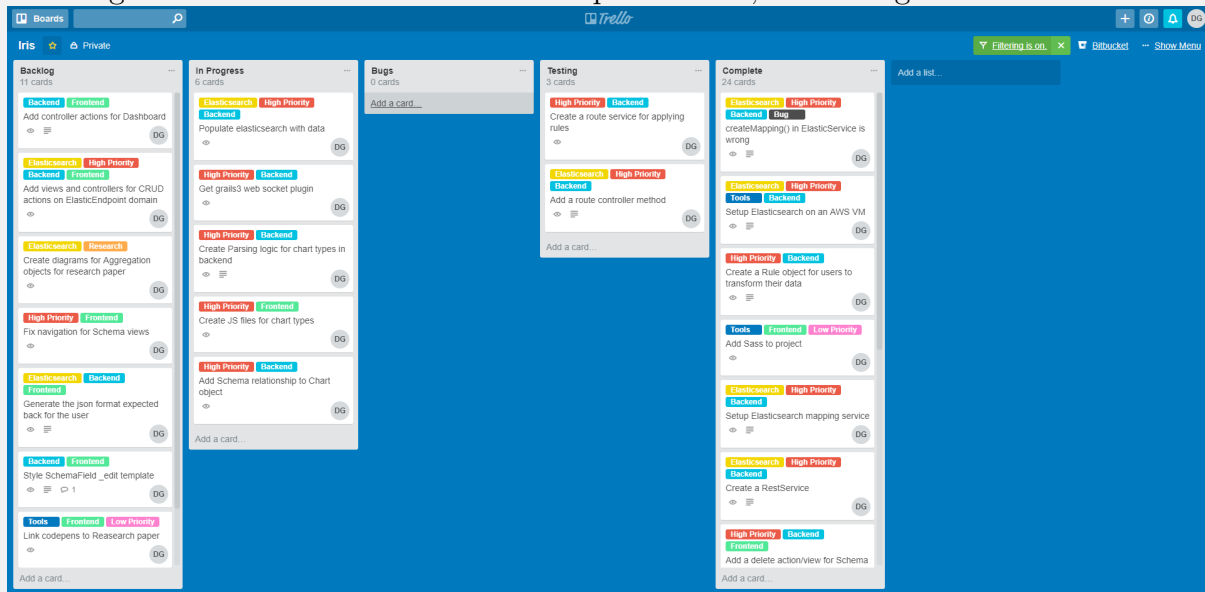 Boards
Trello
DG
Iris
Private
Filtering is on.
Bitbucket
Show Menu
Backlog
11 cards
Backend Frontend
Add controller actions for Dashboard
DG
Elasticsearch High Priority
Backend Frontend
Add views and controllers for CRUD
actions on ElasticEndpoint domain
DG
Elasticsearch Research
Create diagrams for Aggregation
objects for research paper
DG
High Priority Frontend
Fix navigation for Schema views
DG
Elasticsearch Backend
Frontend
Generate the json format expected
back for the user
DG
Backend Frontend
Style SchemaField _edit template
1
DG
Tools Frontend Low Priority
Link codepens to Reasearch paper
DG
Add a card...
In Progress
6 cards
Elasticsearch High Priority
Backend
Populate elasticsearch with data
DG
High Priority Backend
Get grails3 web socket plugin
DG
High Priority Backend
Create Parsing logic for chart types in
backend
DG
High Priority Frontend
Create JS files for chart types
DG
High Priority Backend
Add Schema relationship to Chart
object
DG
Add a card...
Bugs
0 cards
Add a card...
Testing
3 cards
High Priority Backend
Create a route service for applying
rules
DG
Elasticsearch High Priority
Backend
Add a route controller method
DG
Add a card...
Complete
24 cards
Elasticsearch High Priority
Backend Bug
createMapping() in ElasticService is
wrong
DG
Elasticsearch High Priority
Tools Backend
Setup Elasticsearch on an AWS VM
DG
High Priority Backend
Create a Rule object for users to
transform their data
DG
Tools Frontend Low Priority
Add Sass to project
DG
Elasticsearch High Priority
Backend
Setup Elasticsearch mapping service
DG
Elasticsearch High Priority
Backend
Create a RestService
DG
High Priority Backend
Frontend
Add a delete action/view for Schema
Add a card...
Add a list...